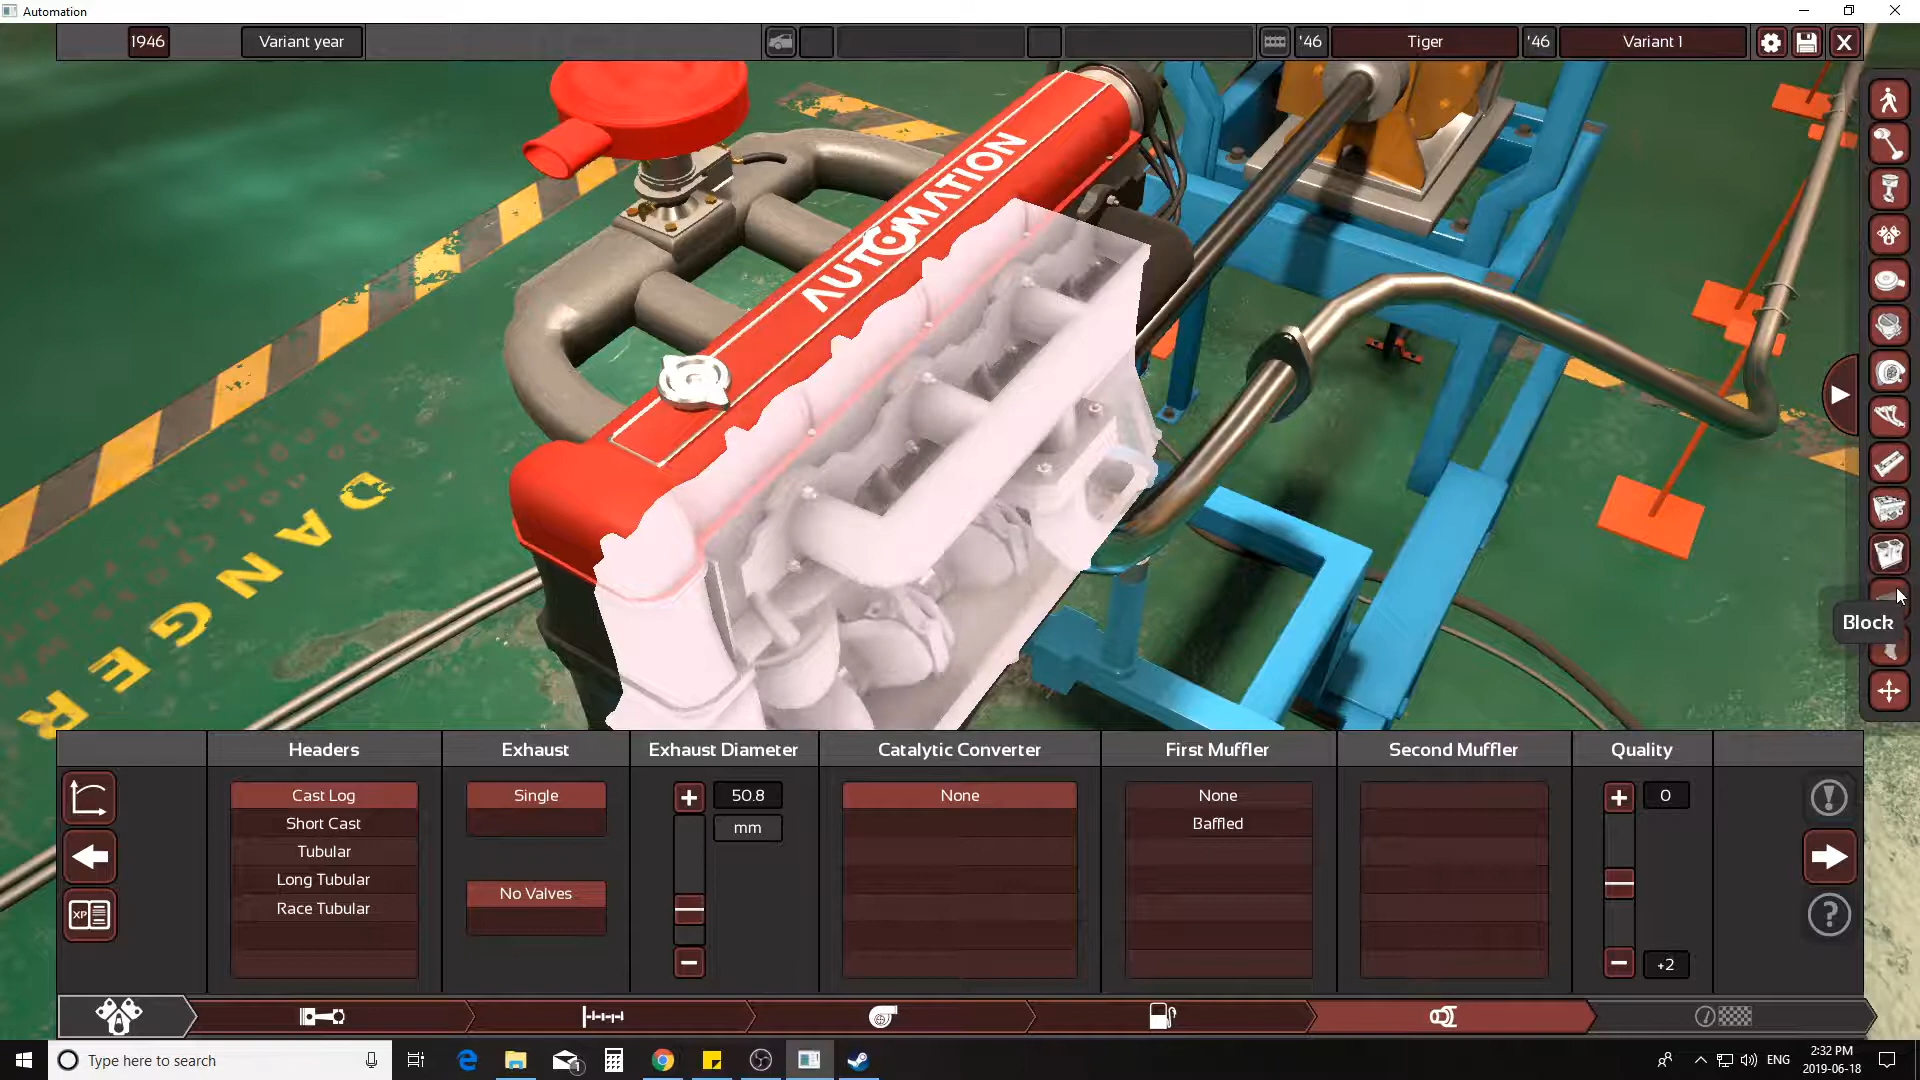 Automation
1946
Variant year
'46
Tiger
'46
Variant 1
AUTOMATION
DANGER
Block
Headers
Exhaust
Exhaust Diameter
Catalytic Converter
First Muffler
Second Muffler
Quality
Cast Log
Short Cast
Tubular
Long Tubular
Race Tubular
Single
No Valves
50.8
mm
None
None
Baffled
0
+2
XP
Type here to search
1
ENG
2:32 PM
2019-06-18